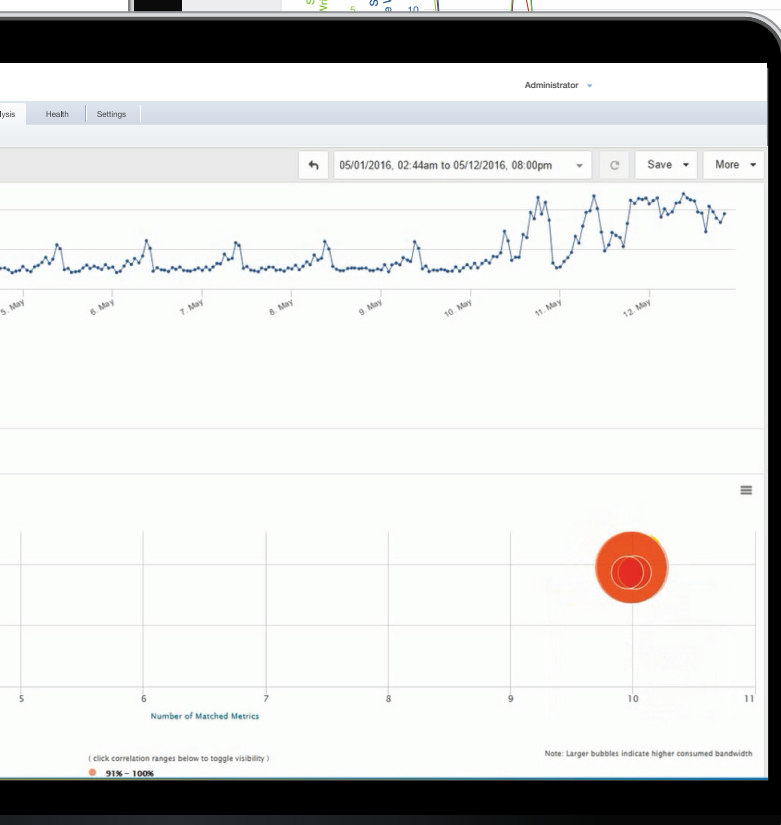 5
10
Administrator
lysis Health Settings
05/01/2016, 02:44am to 05/12/2016, 08:00pm Save More
5. May 6. May 7. May 8. May 9. May 10. May 11. May 12. May
5 6 7 8 9 10 11
Number of Matched Metrics
Note: Larger bubbles indicate higher consumed bandwidth
( click correlation ranges below to toggle visibility )
91% – 100%